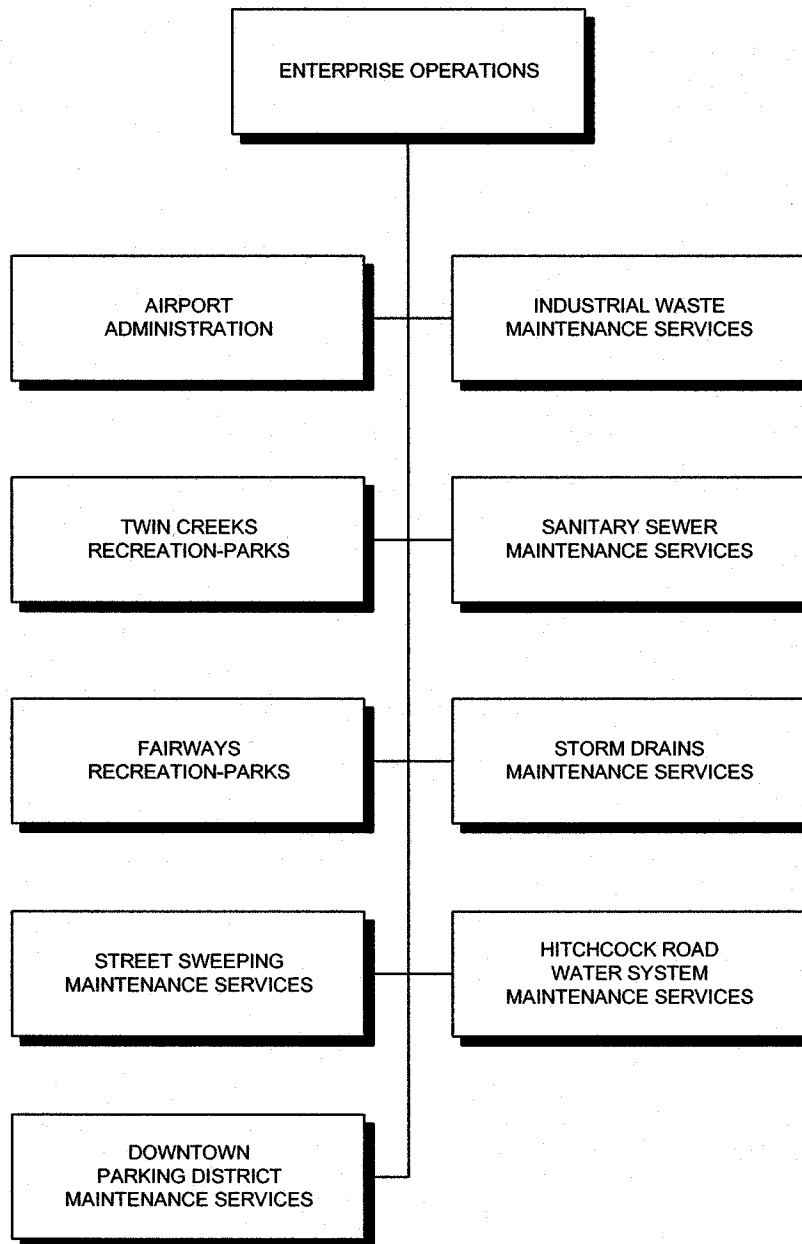 ENTERPRISE OPERATIONS
AIRPORT
ADMINISTRATION
INDUSTRIAL WASTE
MAINTENANCE SERVICES
TWIN CREEKS
RECREATION-PARKS
SANITARY SEWER
MAINTENANCE SERVICES
FAIRWAYS
RECREATION-PARKS
STORM DRAINS
MAINTENANCE SERVICES
STREET SWEEPING
MAINTENANCE SERVICES
HITCHCOCK ROAD
WATER SYSTEM
MAINTENANCE SERVICES
DOWNTOWN
PARKING DISTRICT
MAINTENANCE SERVICES